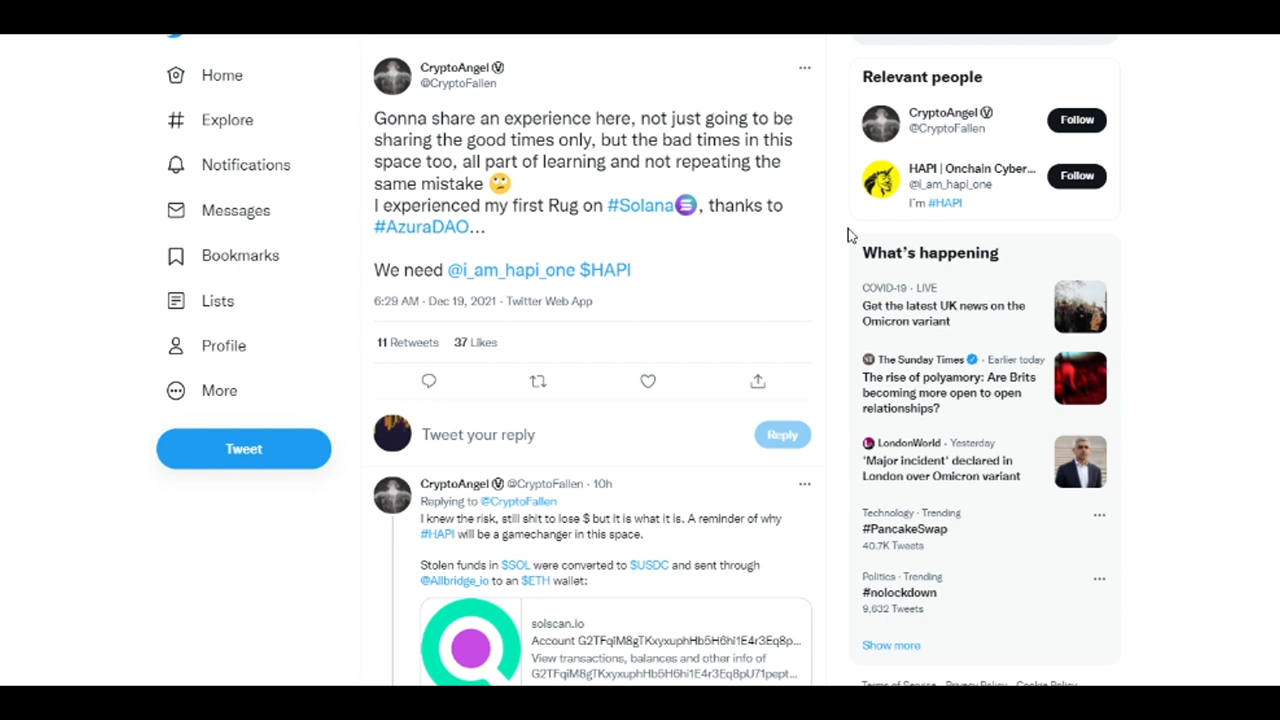 Home
Explore
Notifications
Messages
Bookmarks
Lists
Profile
More
Tweet
CryptoAngel Ⓥ
@CryptoFallen
Gonna share an experience here, not just going to be
sharing the good times only, but the bad times in this
space too, all part of learning and not repeating the
same mistake 🙄
I experienced my first Rug on #Solana, thanks to
#AzuraDAO...
We need @i_am_hapi_one $HAPI
6:29 AM · Dec 19, 2021 · Twitter Web App
11 Retweets 37 Likes
Tweet your reply
Reply
CryptoAngel Ⓥ @CryptoFallen · 10h
Replying to @CryptoFallen
I knew the risk, still shit to lose $ but it is what it is. A reminder of why
#HAPI will be a gamechanger in this space.
Stolen funds in $SOL were converted to $USDC and sent through
@Allbridge_io to an $ETH wallet:
solscan.io
Account G2TFqiM8gTKxyxuphHb5H6hi1E4r3Eq8p...
View transactions, balances and other info of
G2TFqiM8gTKxyxuphHb5H6hi1E4r3Eq8pU71pept...
Relevant people
CryptoAngel Ⓥ
@CryptoFallen
Follow
HAPI | Onchain Cyber...
@i_am_hapi_one
Follow
I'm #HAPI
What's happening
COVID-19 · LIVE
Get the latest UK news on the
Omicron variant
The Sunday Times · Earlier today
The rise of polyamory: Are Brits
becoming more open to open
relationships?
LondonWorld · Yesterday
'Major incident' declared in
London over Omicron variant
Technology · Trending
#PancakeSwap
40.7K Tweets
Politics · Trending
#nolockdown
9,632 Tweets
Show more
Terms of Service Privacy Policy Cookie Policy